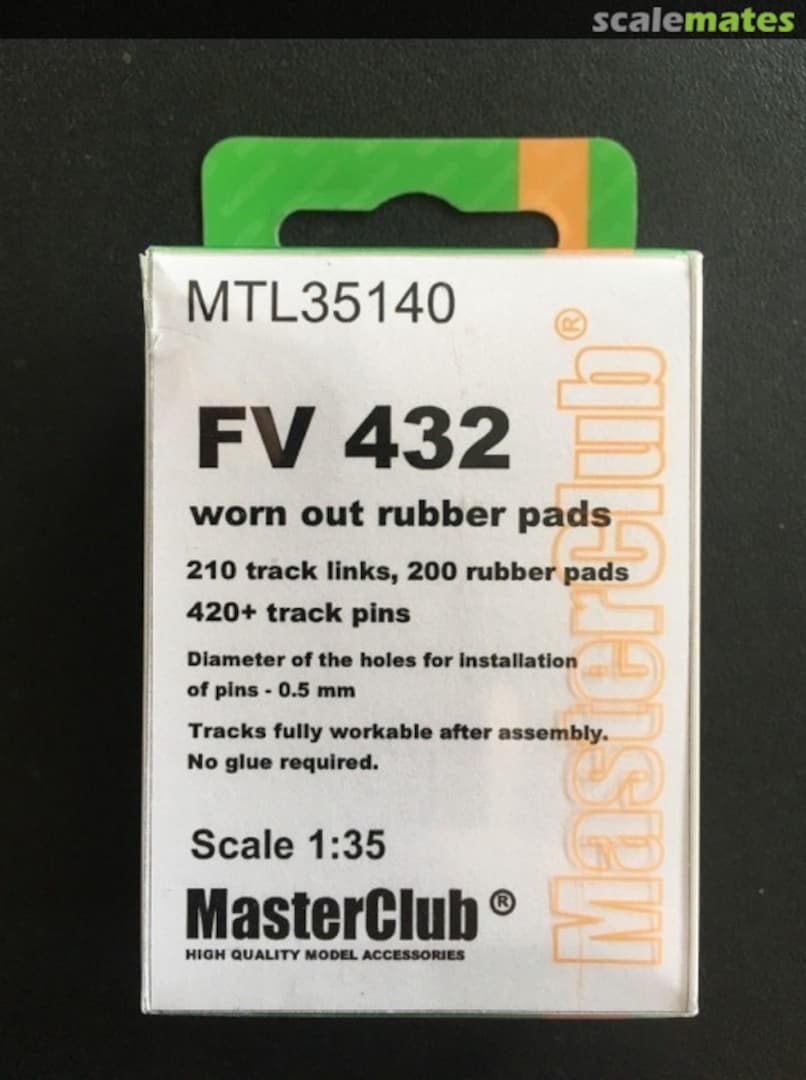 scalemates
MTL35140
FV 432
worn out rubber pads
210 track links, 200 rubber pads
420+ track pins
Diameter of the holes for installation
of pins - 0.5 mm
Tracks fully workable after assembly.
No glue required.
Scale 1:35
MasterClub ®
HIGH QUALITY MODEL ACCESSORIES
MasterClub ®